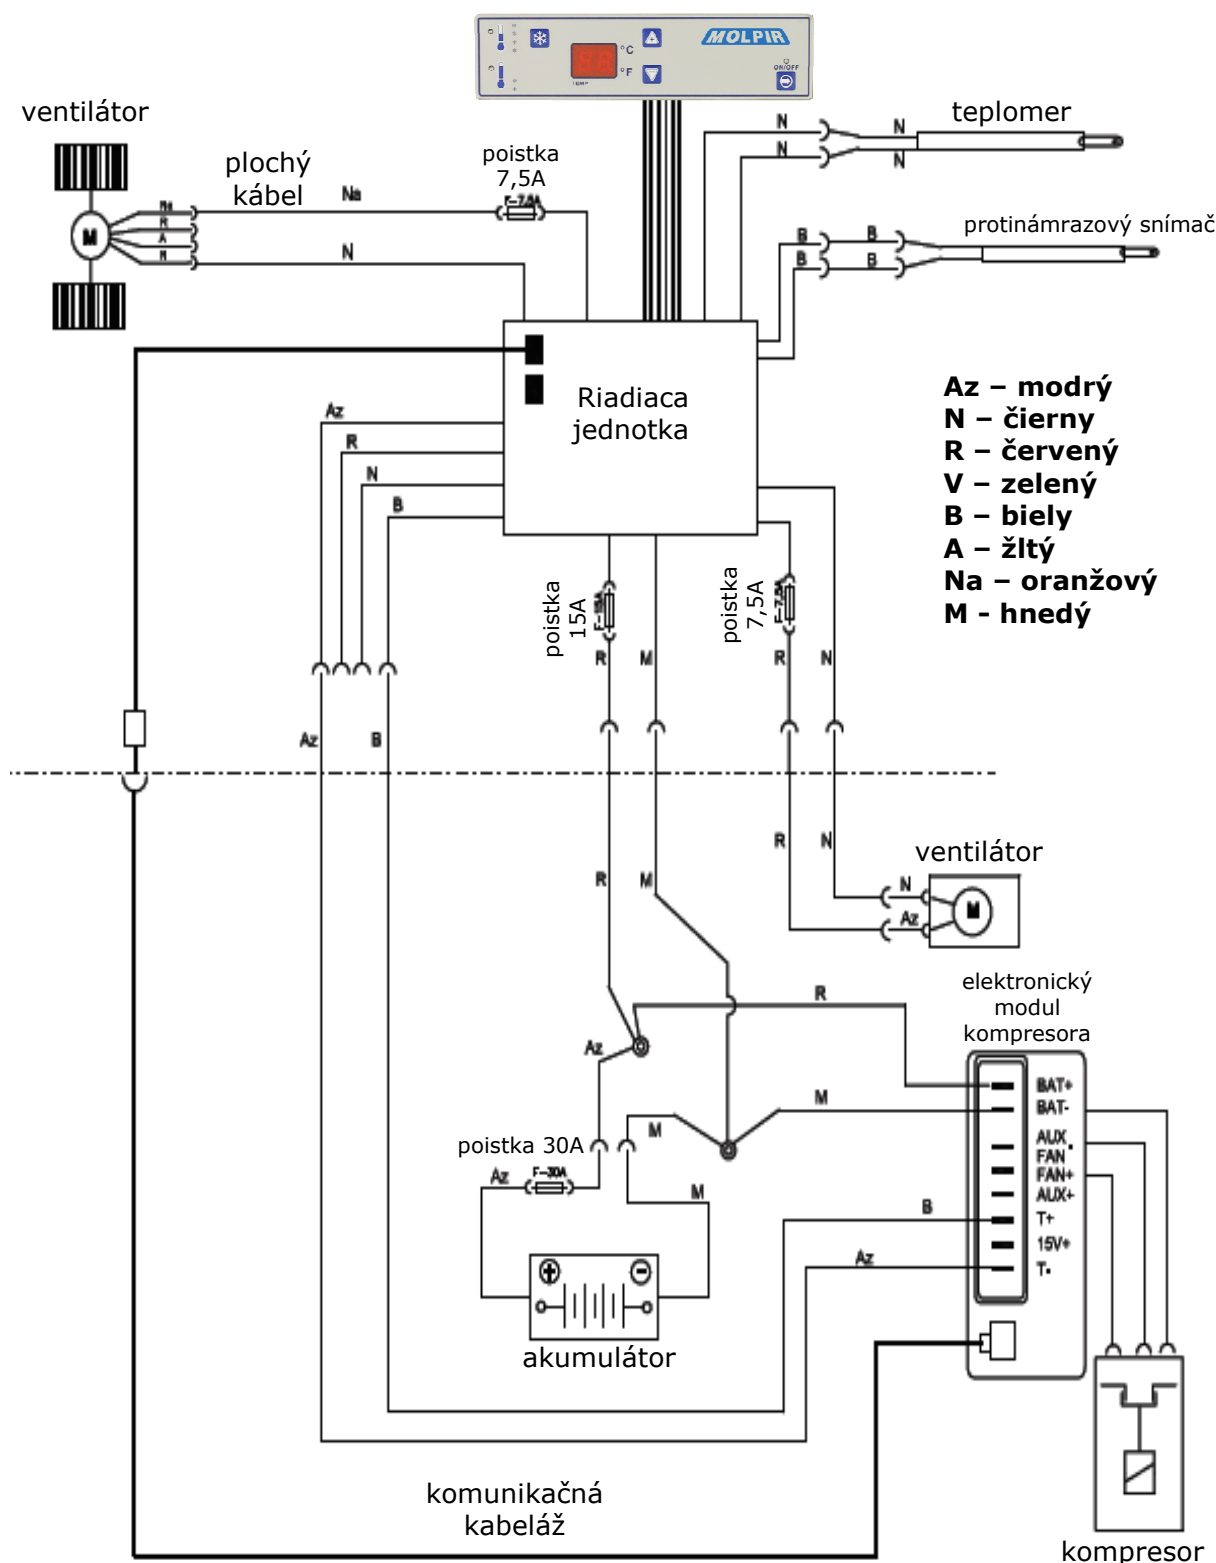 MOLPIR
°C
°F
TEMP
ON/OFF
ventilátor
teplomer
plochý
kábel
poistka
7,5A
F-7,5A
Na
N
N
N
N
N
Na
R
A
N
M
protinámrazový snímač
B
B
B
B
Riadiaca
jednotka
Az
R
N
B
Az – modrý
N – čierny
R – červený
V – zelený
B – biely
A – žltý
Na – oranžový
M - hnedý
poistka
15A
F-15A
poistka
7,5A
F-7,5A
R
M
R
N
Az
B
R
M
R
N
ventilátor
N
Az
M
elektronický
modul
kompresora
R
Az
M
M
BAT+
BAT-
AUX
FAN
FAN+
AUX+
T+
15V+
T-
poistka 30A
F-30A
Az
M
B
Az
akumulátor
komunikačná
kabeláž
kompresor